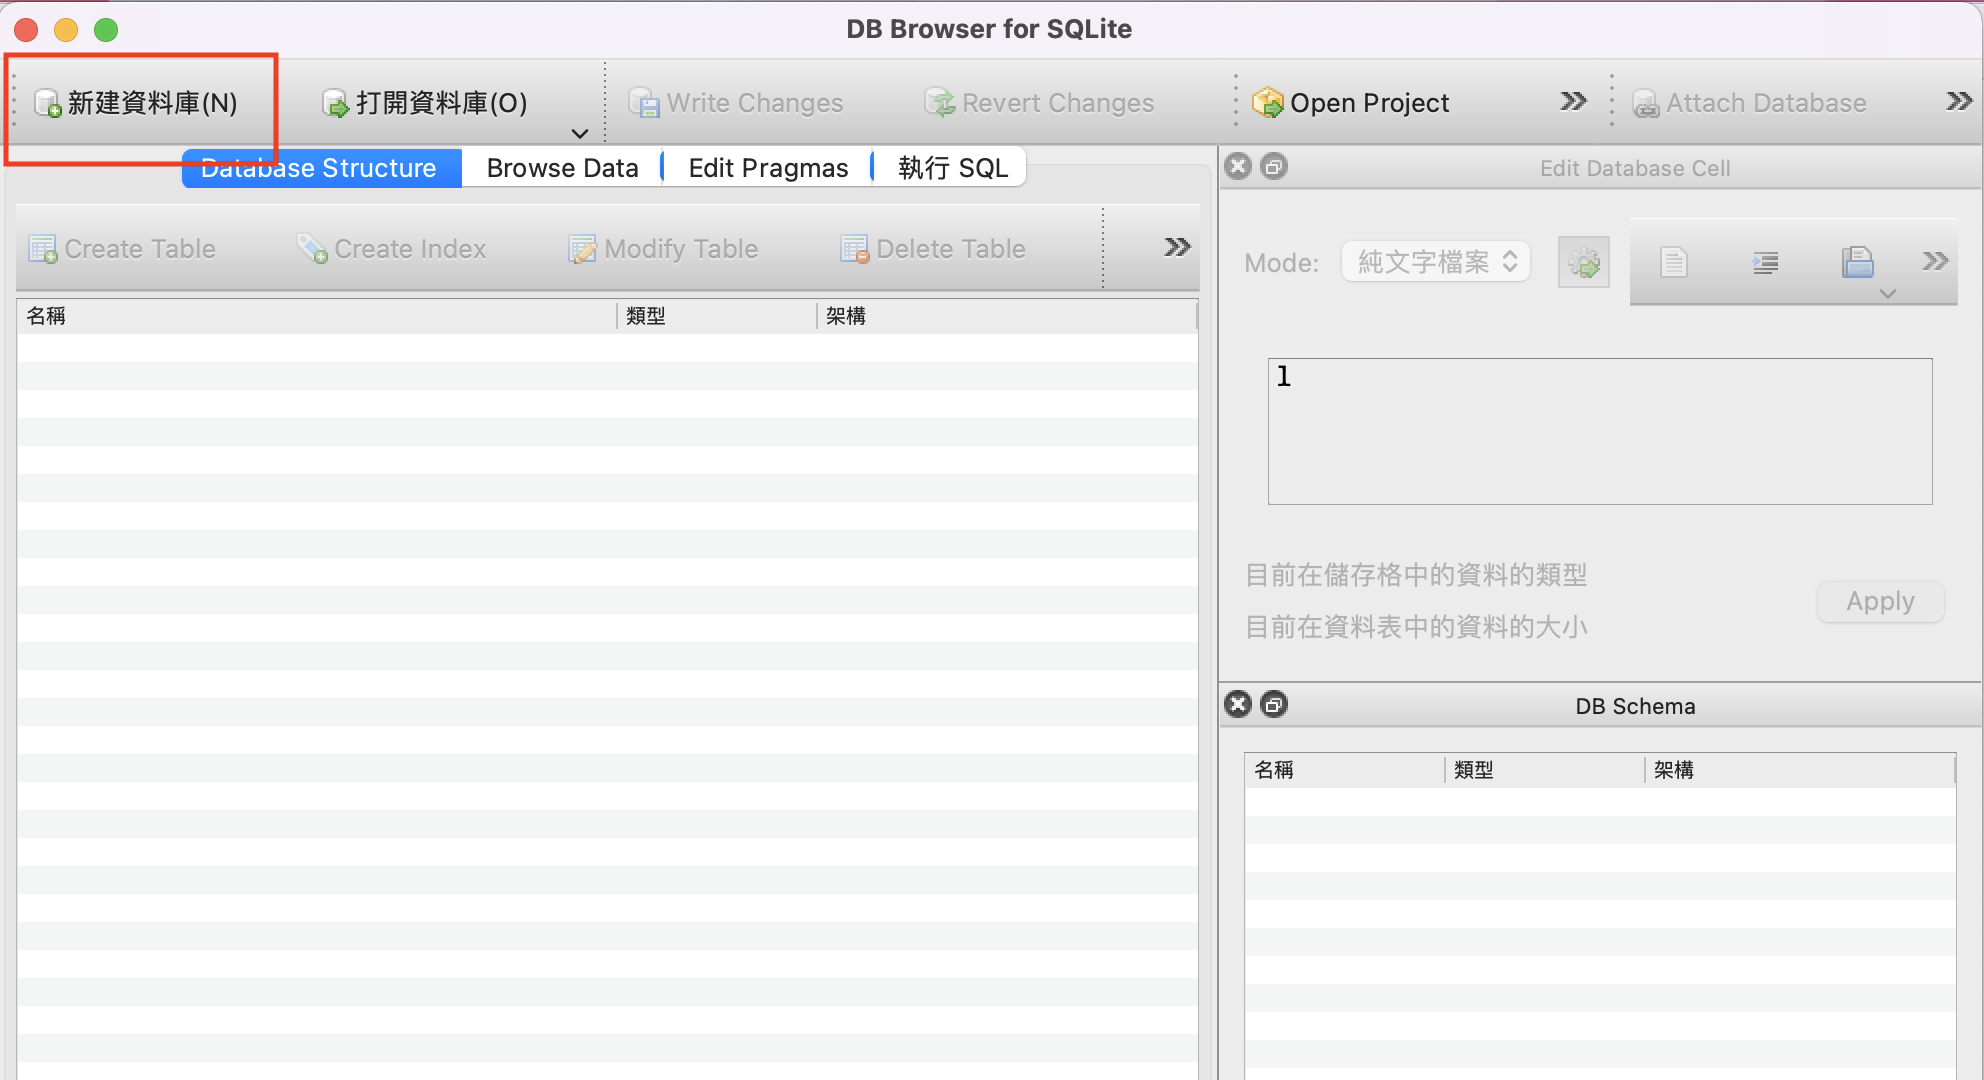 DB Browser for SQLite
新建資料庫(N)
打開資料庫(O)
Write Changes
Revert Changes
Open Project
Attach Database
Database Structure
Browse Data
Edit Pragmas
執行 SQL
Create Table
Create Index
Modify Table
Delete Table
名稱
類型
架構
Edit Database Cell
Mode:
純文字檔案
1
目前在儲存格中的資料的類型
目前在資料表中的資料的大小
Apply
DB Schema
名稱
類型
架構